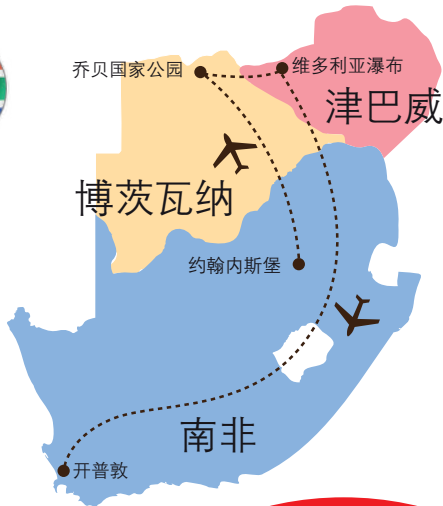 乔贝国家公园
维多利亚瀑布
津巴威
博茨瓦纳
约翰内斯堡
南非
开普敦